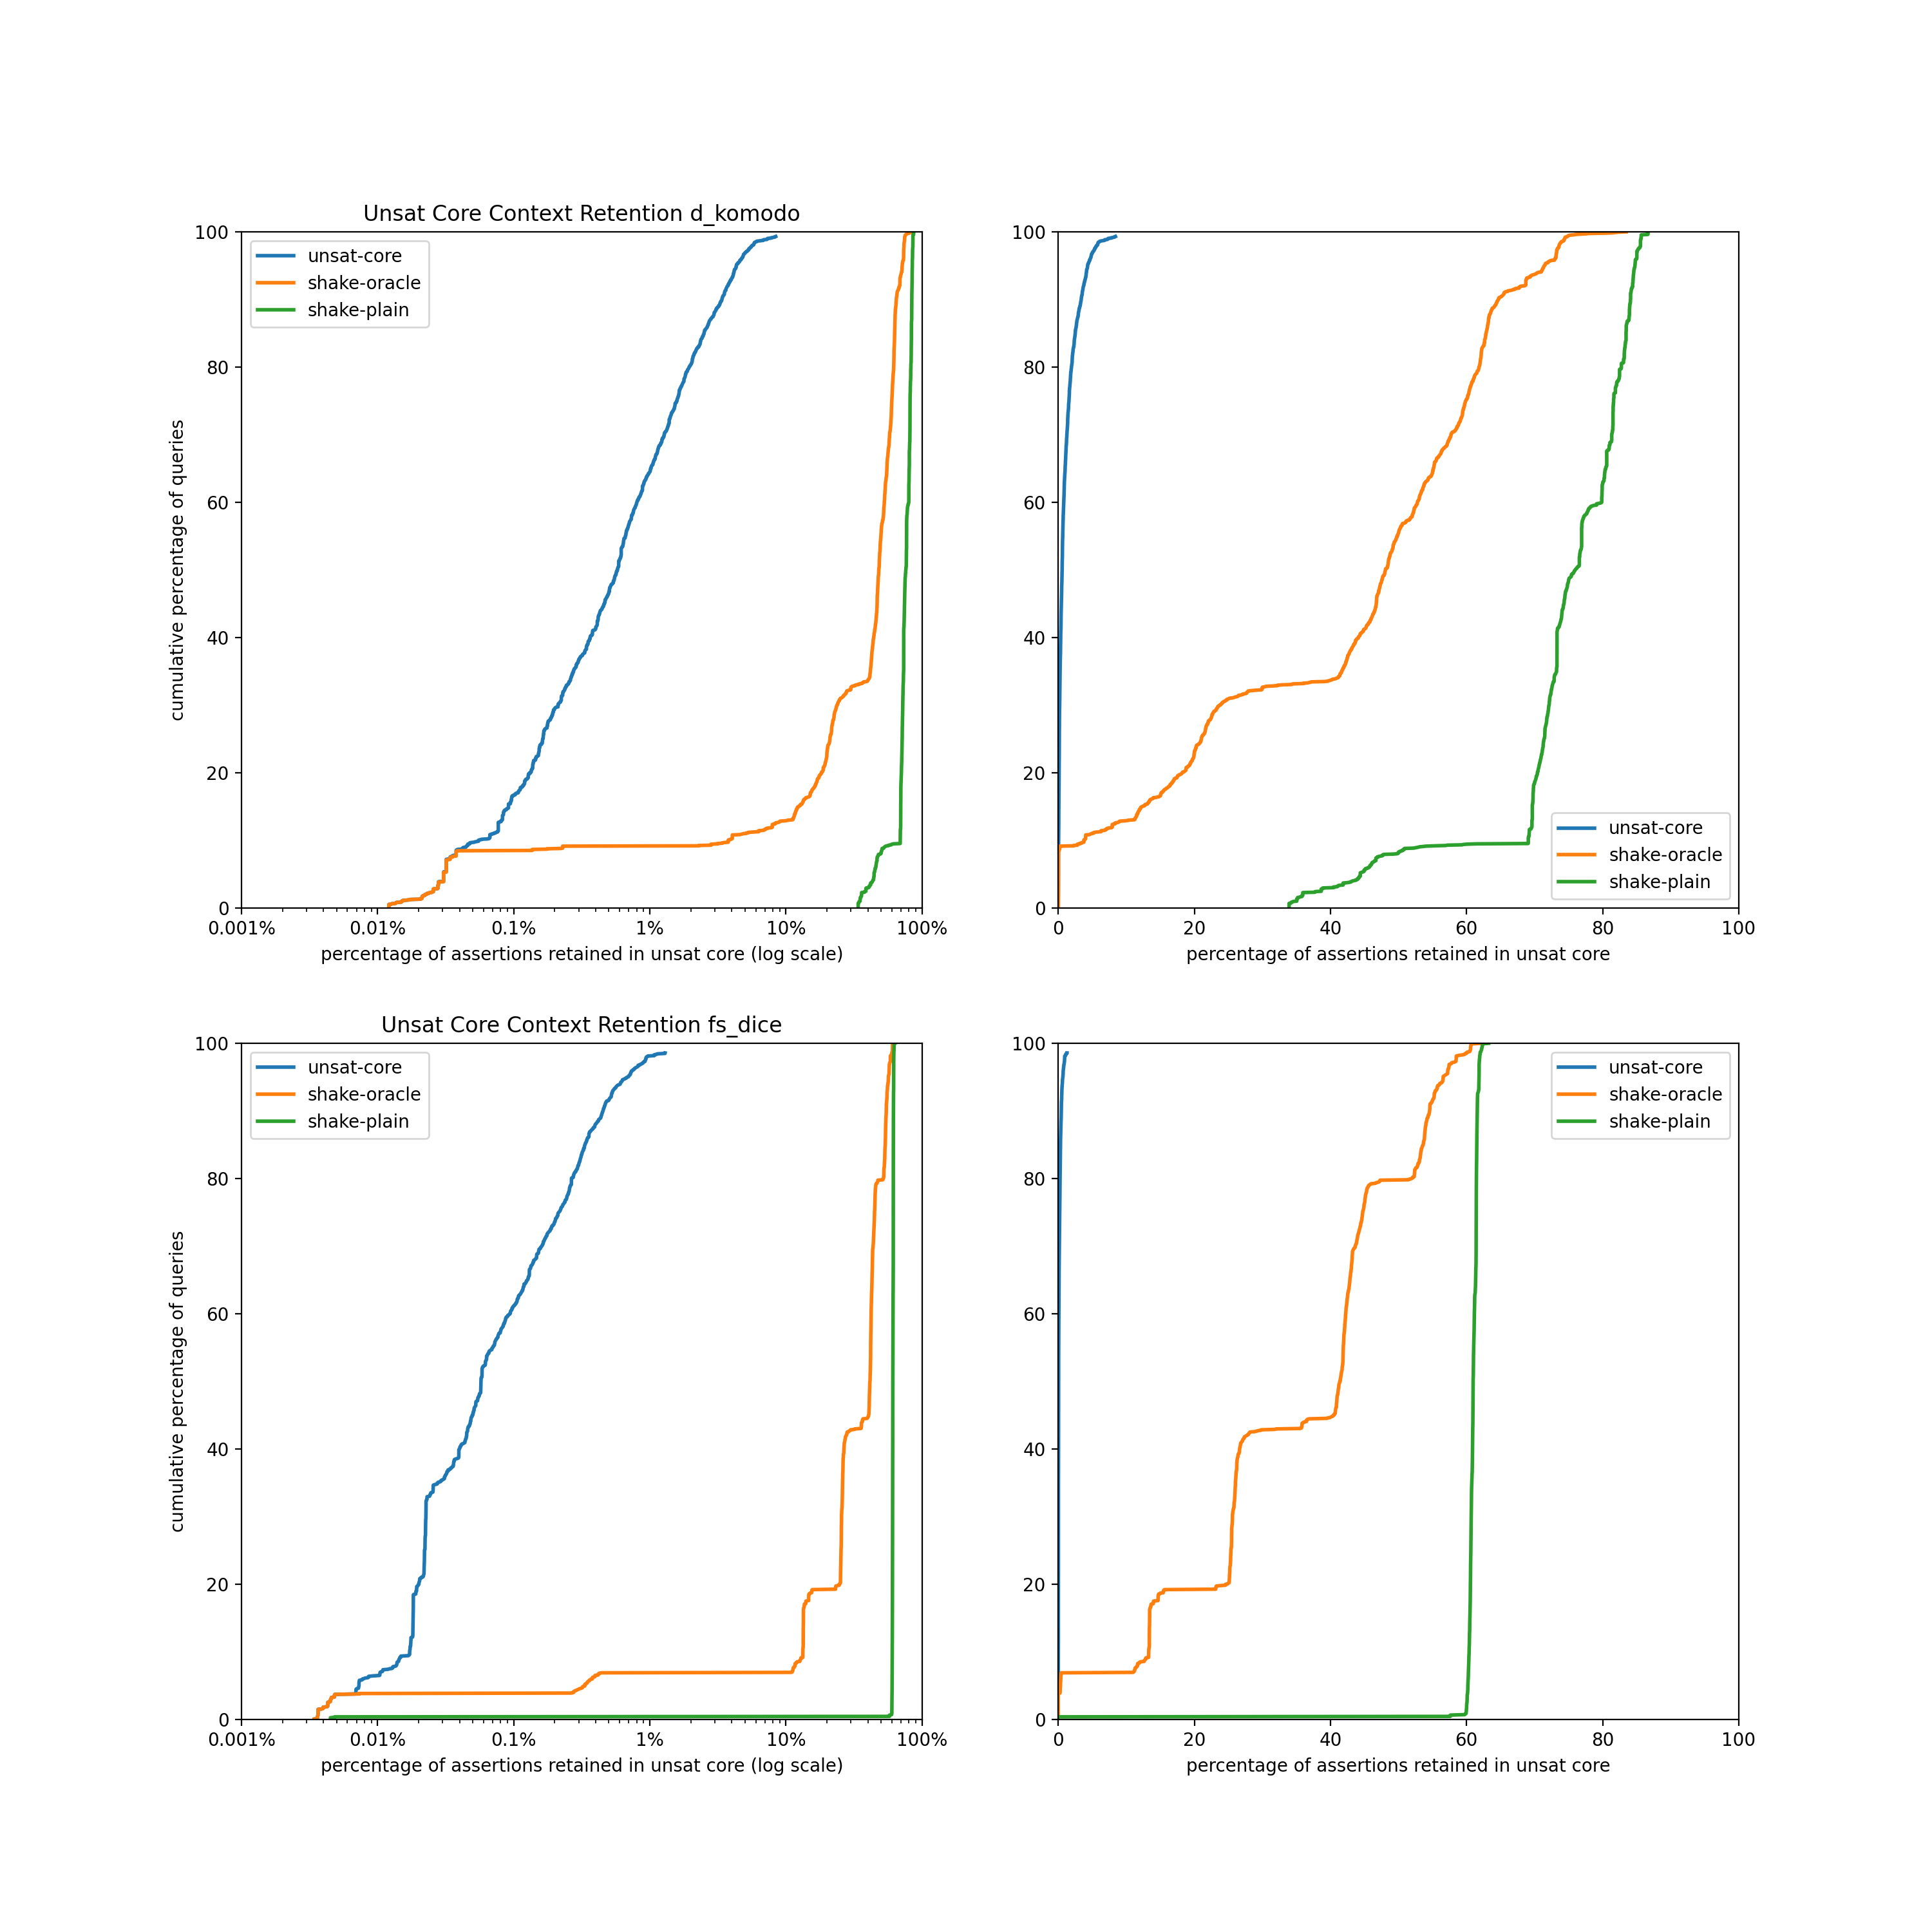 Unsat Core Context Retention d_komodo
100
80
60
40
20
0
cumulative percentage of queries
unsat-core
shake-oracle
shake-plain
0.001%
0.01%
0.1%
1%
10%
100%
percentage of assertions retained in unsat core (log scale)
100
80
60
40
20
0
unsat-core
shake-oracle
shake-plain
0
20
40
60
80
100
percentage of assertions retained in unsat core
Unsat Core Context Retention fs_dice
100
80
60
40
20
0
cumulative percentage of queries
unsat-core
shake-oracle
shake-plain
0.001%
0.01%
0.1%
1%
10%
100%
percentage of assertions retained in unsat core (log scale)
100
80
60
40
20
0
unsat-core
shake-oracle
shake-plain
0
20
40
60
80
100
percentage of assertions retained in unsat core